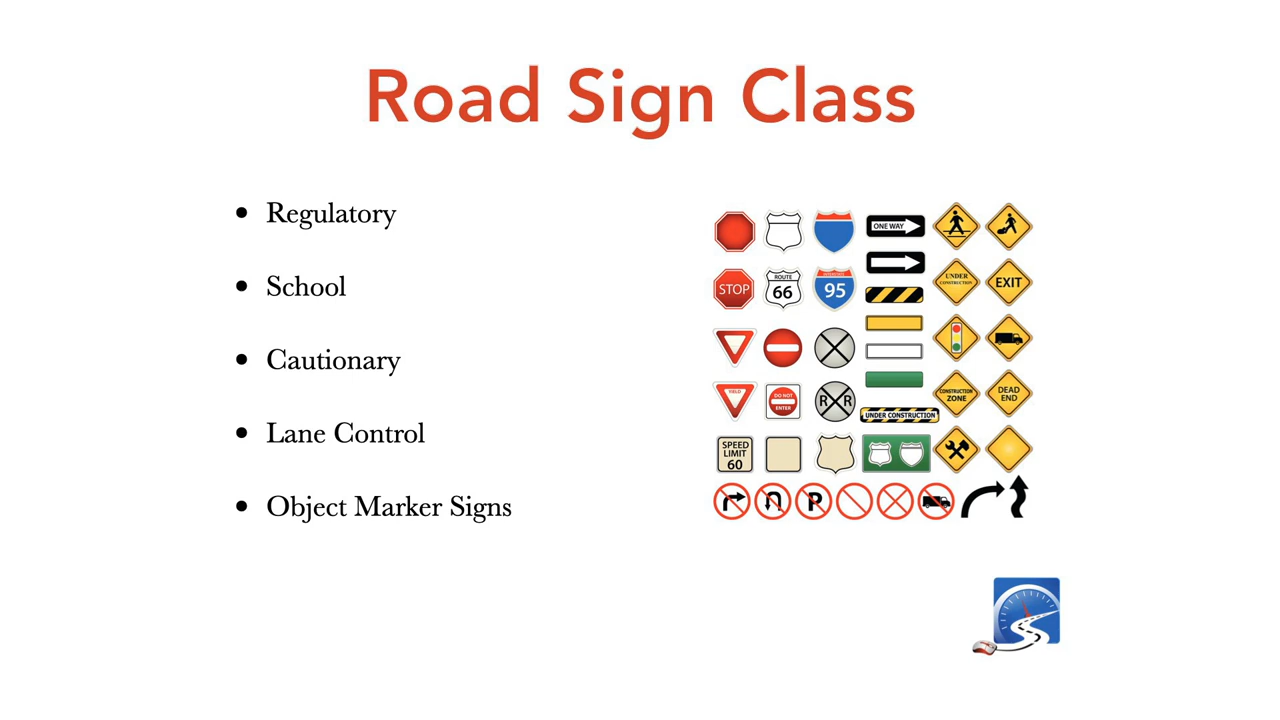 Road Sign Class
• Regulatory
• School
• Cautionary
• Lane Control
• Object Marker Signs
ONE WAY
STOP
ROUTE
66
95
UNDER
CONSTRUCTION
EXIT
YIELD
DO NOT
ENTER
R R
UNDER CONSTRUCTION
CONSTRUCTION
ZONE
DEAD
END
SPEED
LIMIT
60
P